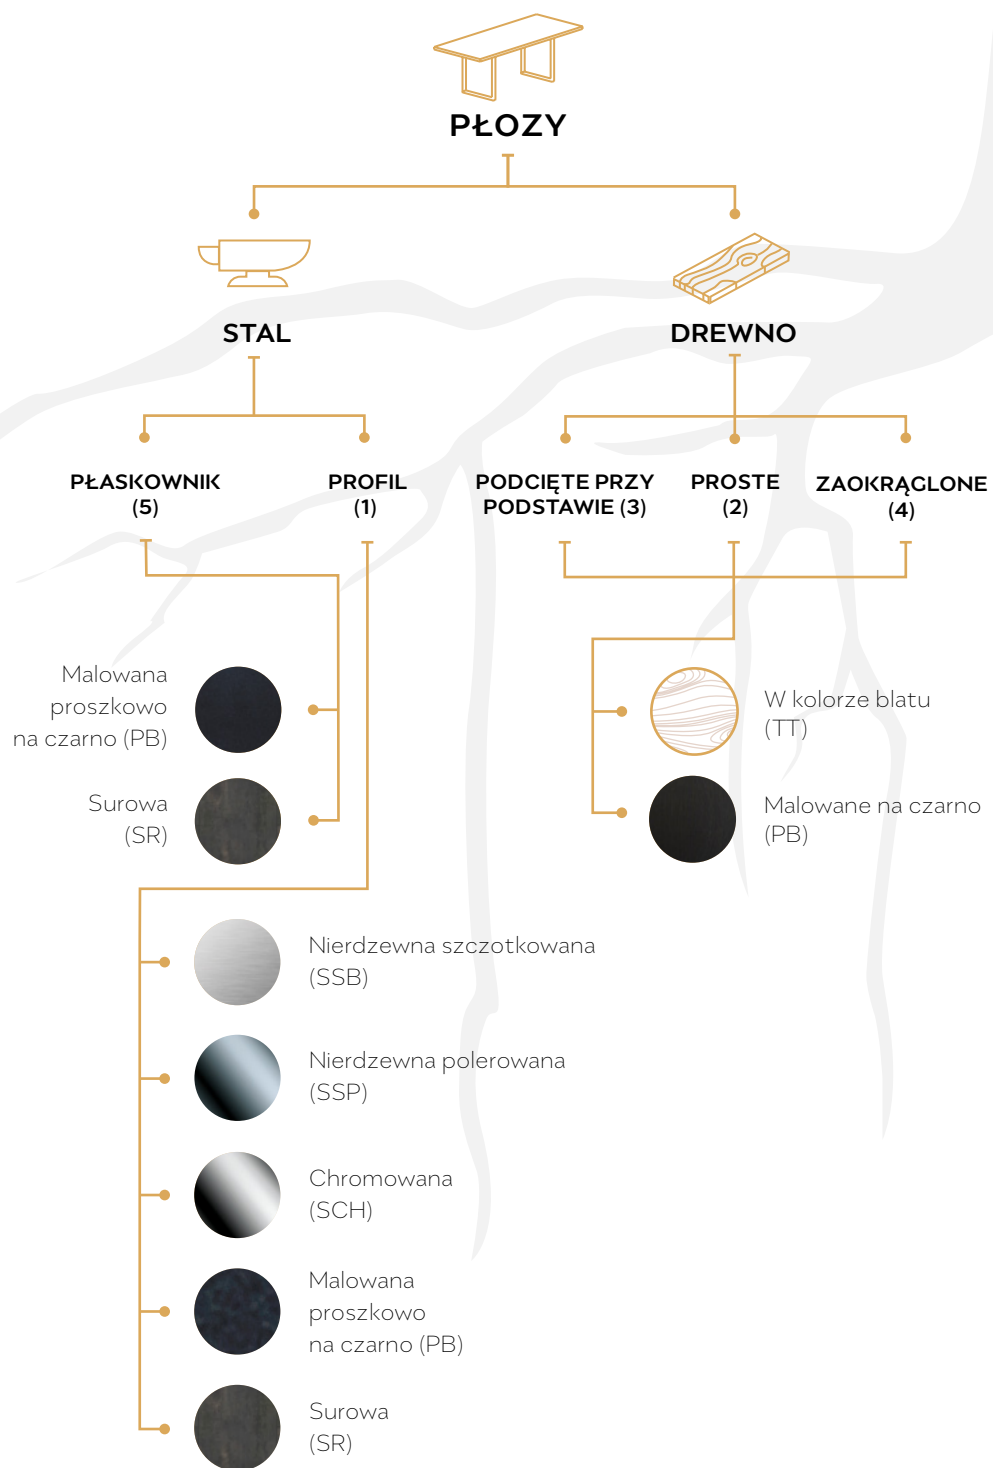 PŁOZY
STAL
DREWNO
PŁASKOWNIK
(5)
PROFIL
(1)
PODCIĘTE PRZY
PODSTAWIE (3)
PROSTE
(2)
ZAOKRĄGLONE
(4)
Malowana
proszkowo
na czarno (PB)
Surowa
(SR)
W kolorze blatu
(TT)
Malowane na czarno
(PB)
Nierdzewna szczotkowana
(SSB)
Nierdzewna polerowana
(SSP)
Chromowana
(SCH)
Malowana
proszkowo
na czarno (PB)
Surowa
(SR)